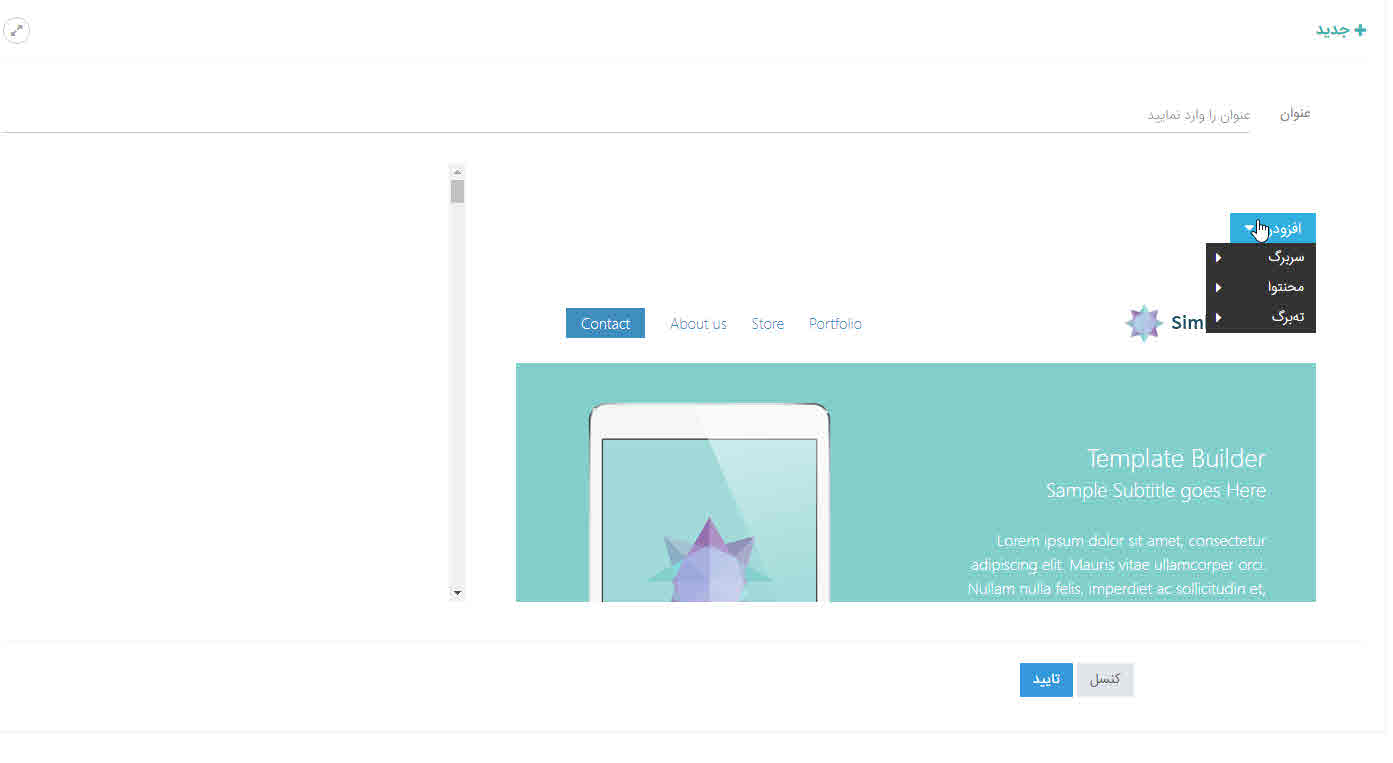 جدید
عنوان
عنوان را وارد نمایید
افزودن
سربرگ
محنتوا
ته‌برگ
Contact
About us
Store
Portfolio
Template Builder
Sample Subtitle goes Here
Lorem ipsum dolor sit amet, consectetur
adipiscing elit. Mauris vitae ullamcorper orci.
Nullam nulla felis, imperdiet ac sollicitudin et,
کنسل
تایید